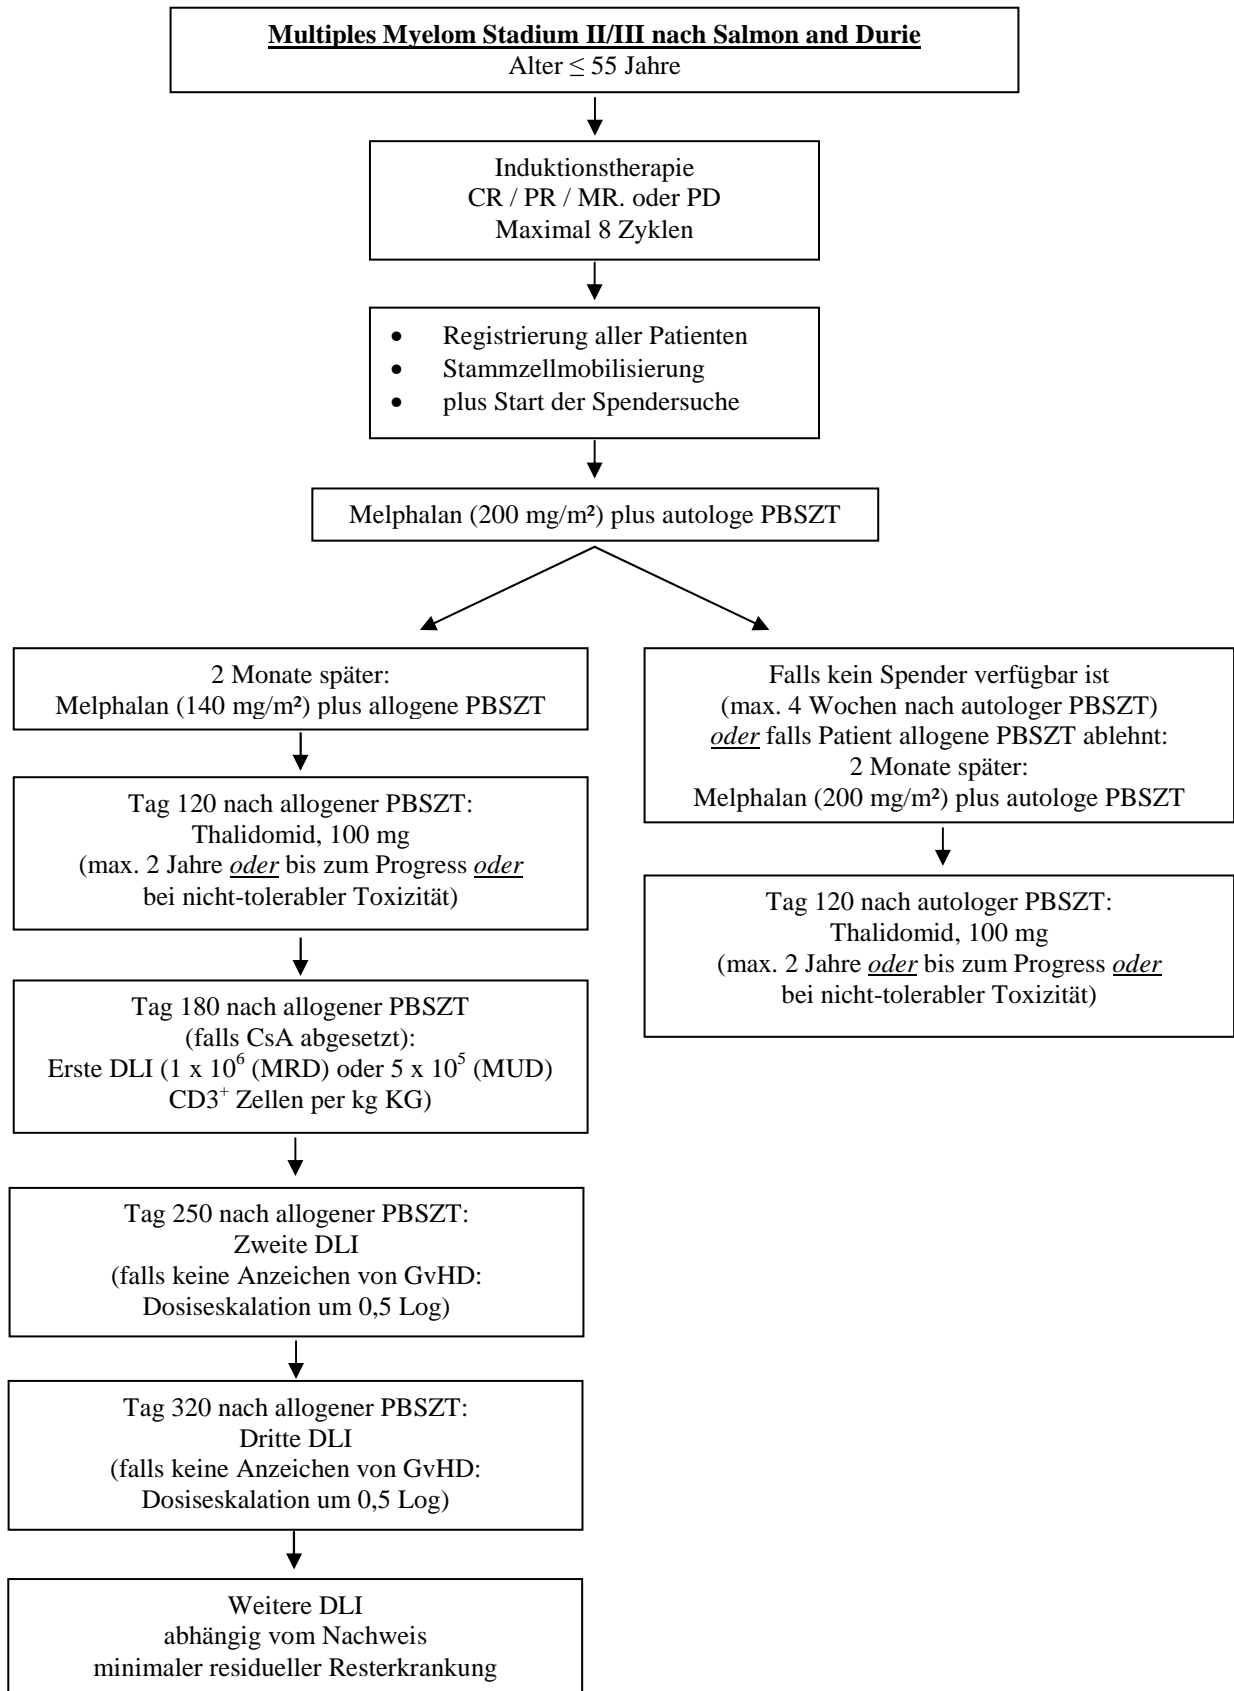 Multiples Myelom Stadium II/III nach Salmon and Durie
Alter ≤ 55 Jahre
Induktionstherapie
CR / PR / MR. oder PD
Maximal 8 Zyklen
• Registrierung aller Patienten
• Stammzellmobilisierung
• plus Start der Spendersuche
Melphalan (200 mg/m²) plus autologe PBSZT
2 Monate später:
Melphalan (140 mg/m²) plus allogene PBSZT
Tag 120 nach allogener PBSZT:
Thalidomid, 100 mg
(max. 2 Jahre oder bis zum Progress oder
bei nicht-tolerabler Toxizität)
Tag 180 nach allogener PBSZT
(falls CsA abgesetzt):
Erste DLI (1 x 10⁶ (MRD) oder 5 x 10⁵ (MUD)
CD3⁺ Zellen per kg KG)
Tag 250 nach allogener PBSZT:
Zweite DLI
(falls keine Anzeichen von GvHD:
Dosiseskalation um 0,5 Log)
Tag 320 nach allogener PBSZT:
Dritte DLI
(falls keine Anzeichen von GvHD:
Dosiseskalation um 0,5 Log)
Weitere DLI
abhängig vom Nachweis
minimaler residueller Resterkrankung
Falls kein Spender verfügbar ist
(max. 4 Wochen nach autologer PBSZT)
oder falls Patient allogene PBSZT ablehnt:
2 Monate später:
Melphalan (200 mg/m²) plus autologe PBSZT
Tag 120 nach autologer PBSZT:
Thalidomid, 100 mg
(max. 2 Jahre oder bis zum Progress oder
bei nicht-tolerabler Toxizität)